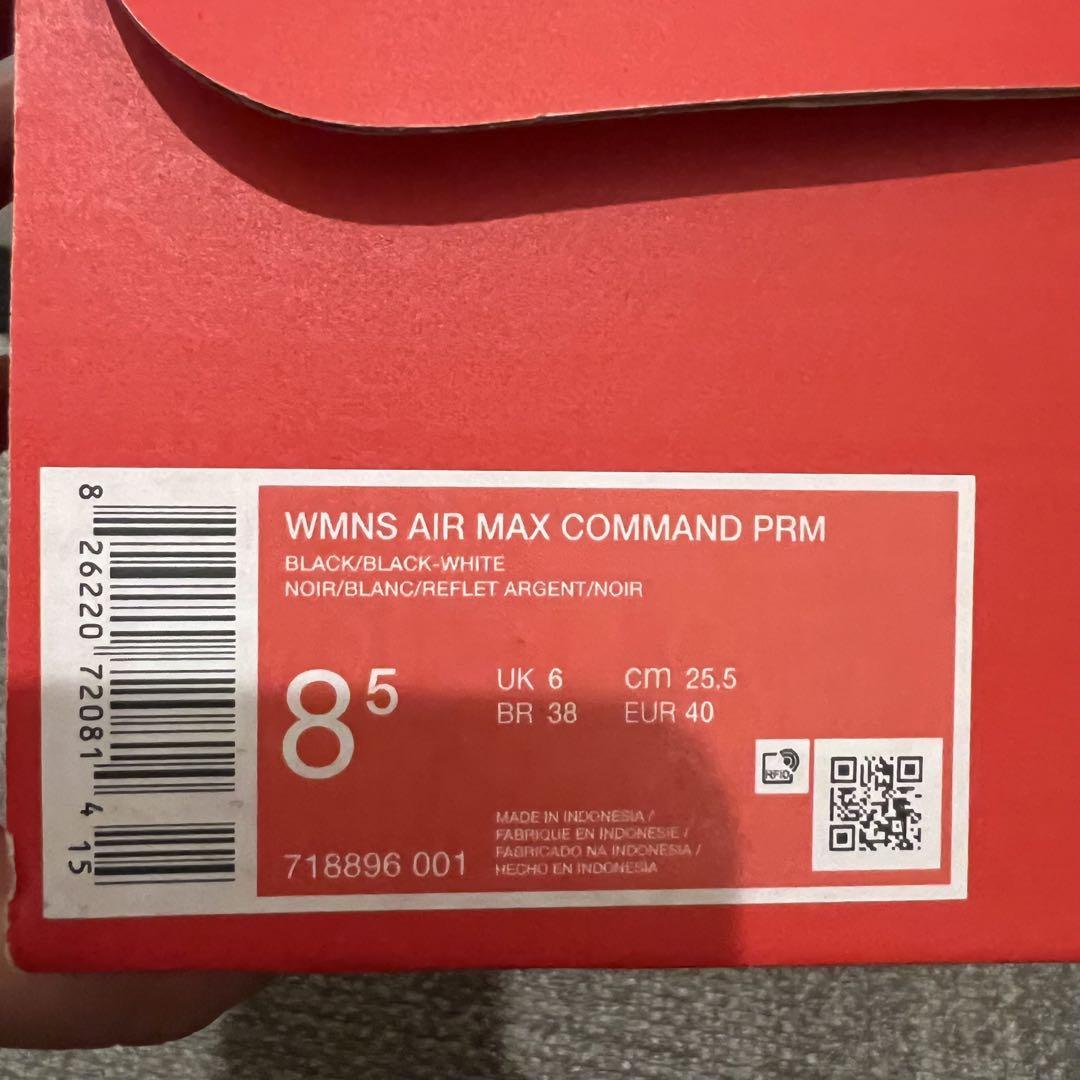 WMNS AIR MAX COMMAND PRM
BLACK/BLACK-WHITE
NOIR/BLANC/REFLET ARGENT/NOIR
8 5
UK 6 cm 25.5
BR 38 EUR 40
RFID
MADE IN INDONESIA /
FABRIQUE EN INDONESIE /
FABRICADO NA INDONESIA /
HECHO EN INDONESIA
718896 001
8 26220 72081 4 15